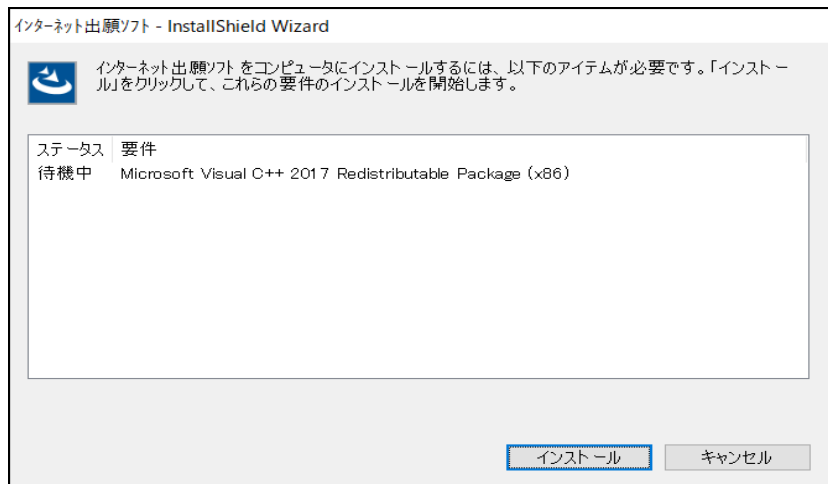 インターネット出願ソフト - InstallShield Wizard
インターネット出願ソフト をコンピュータにインストールするには、以下のアイテムが必要です。「インストー
ル」をクリックして、これらの要件のインストールを開始します。
ステータス 要件
待機中 Microsoft Visual C++ 2017 Redistributable Package (x86)
インストール キャンセル